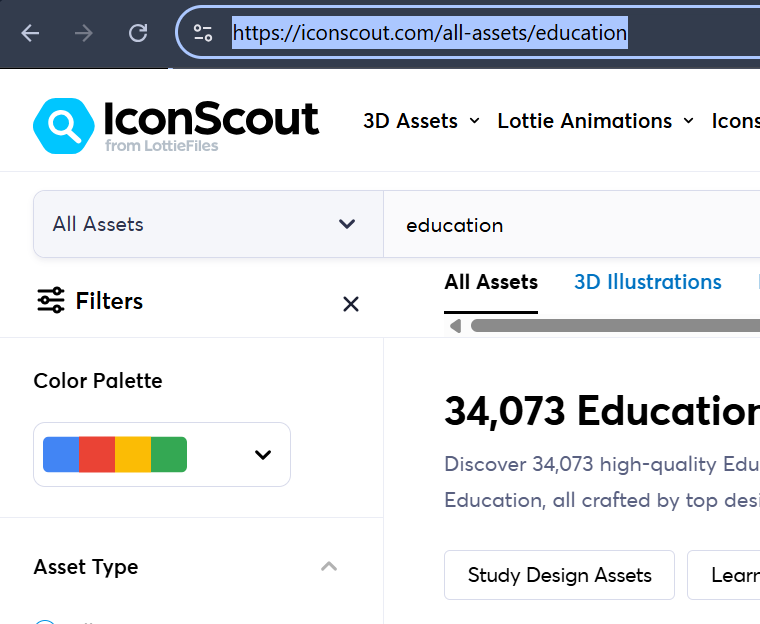 https://iconscout.com/all-assets/education
IconScout
from LottieFiles
3D Assets Lottie Animations Icons
All Assets education
Filters
All Assets 3D Illustrations
Color Palette
34,073 Education
Discover 34,073 high-quality Edu
Education, all crafted by top desi
Asset Type
Study Design Assets Learn